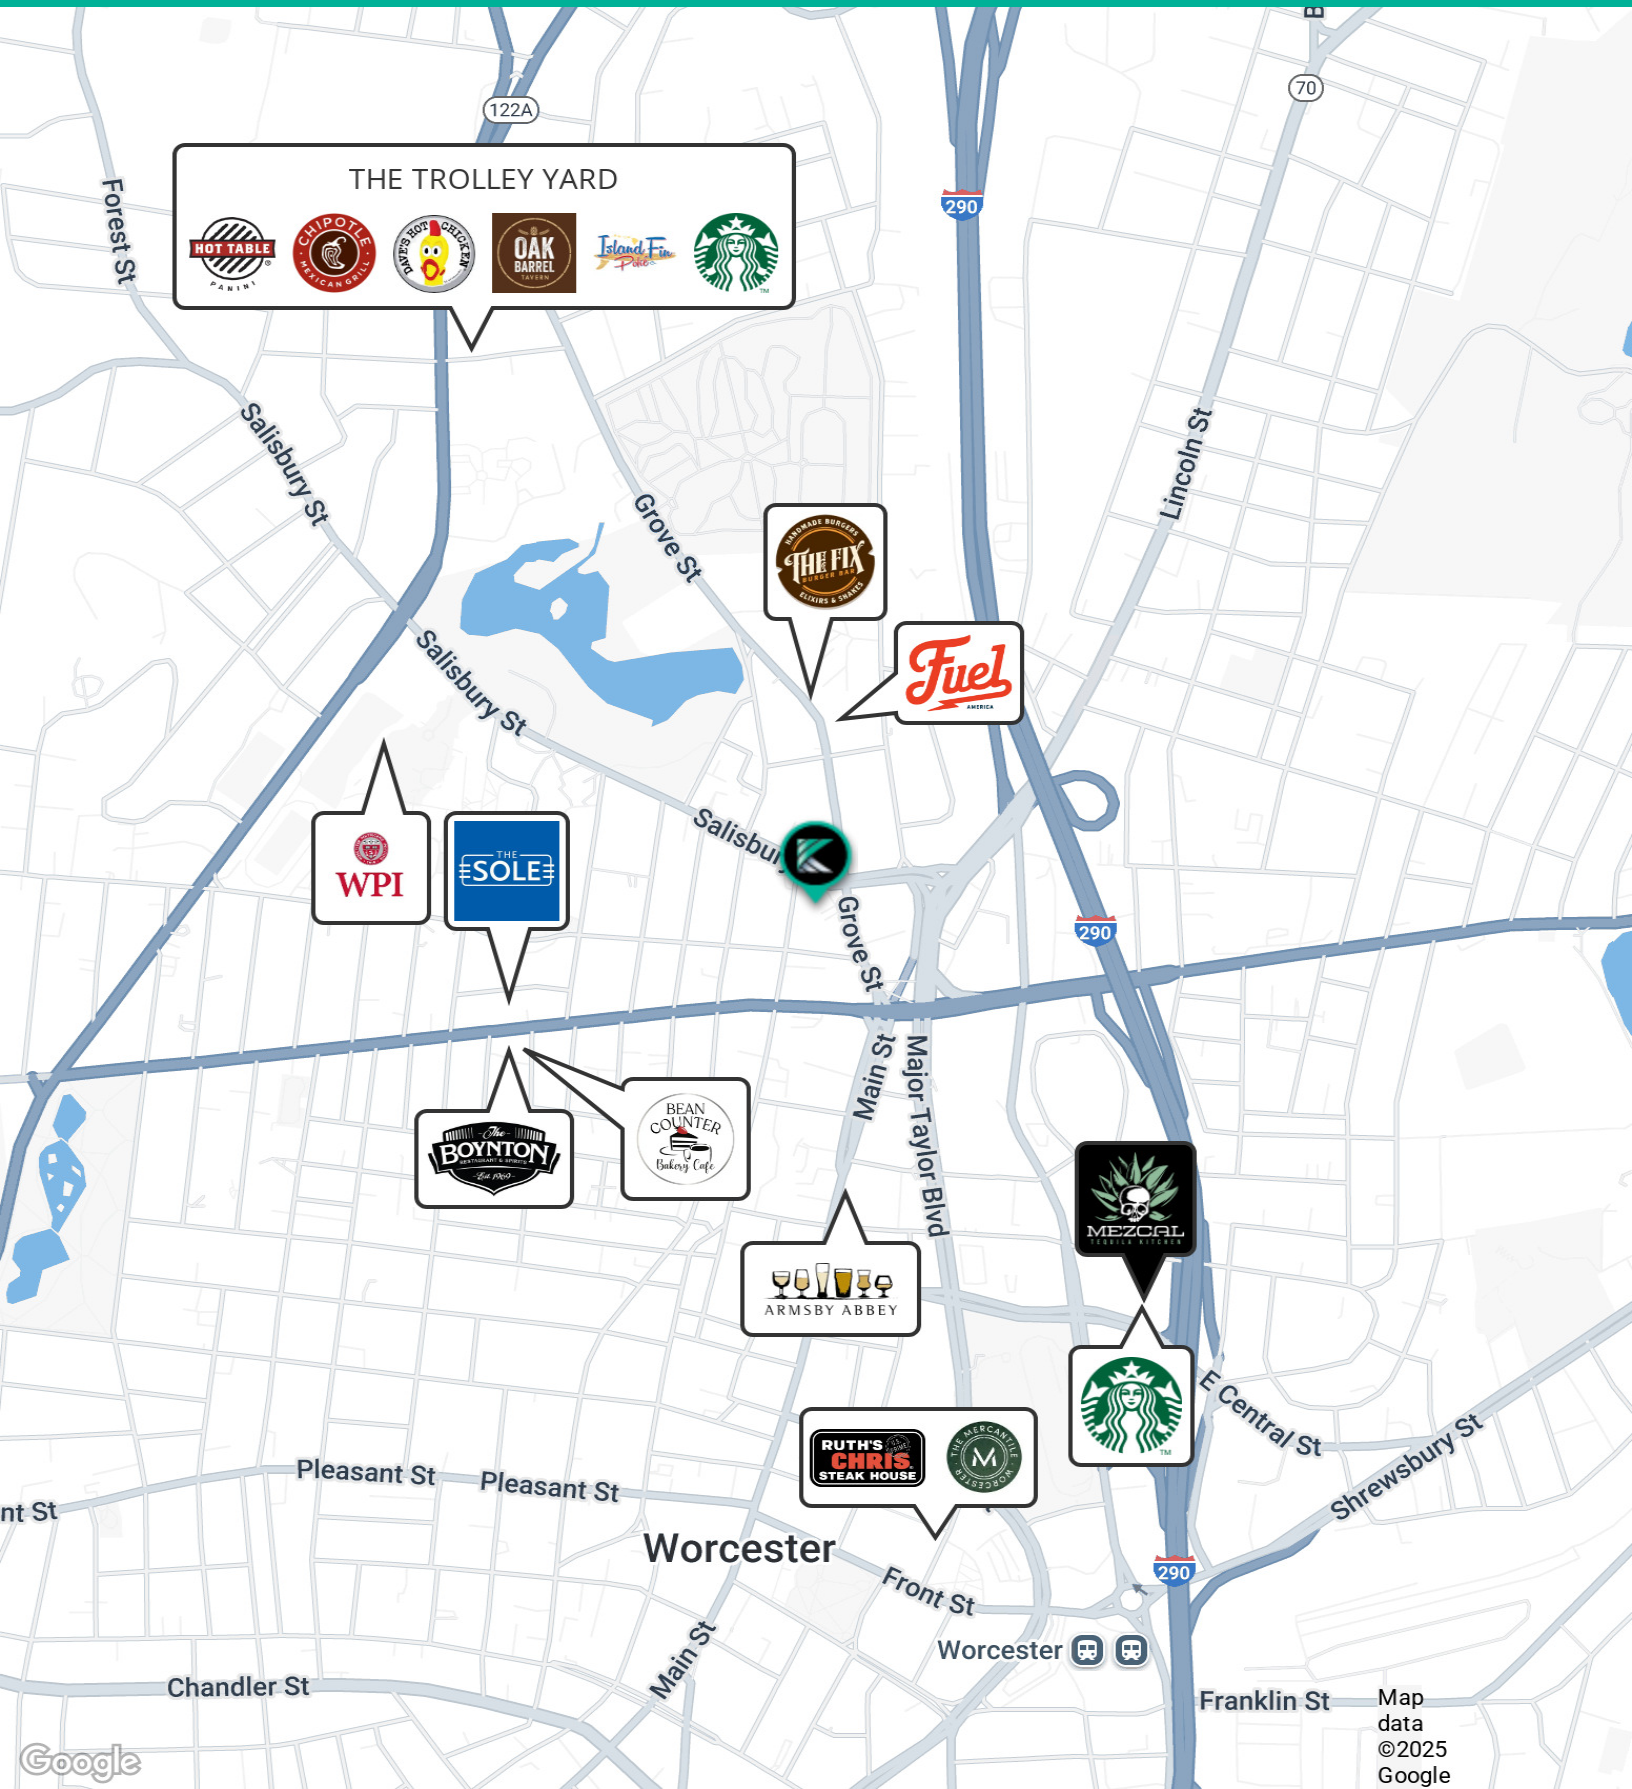 B
122A
70
THE TROLLEY YARD
Forest St
290
HOT TABLE
®
PANINI
CHIPOTLE
MEXICAN GRILL
DAVE'S HOT CHICKEN
OAK
BARREL
TAVERN
Island Fin
Poké
TM
Salisbury St
Lincoln St
Grove St
HANDMADE BURGERS
THE FIX
BURGER BAR
ELIXIRS & SHAKES
Fuel
AMERICA
Salisbury St
Salisbury
WPI
THE
SOLE
Grove St
290
Main St
Major Taylor Blvd
The
BOYNTON
RESTAURANT & SPIRITS
Est. 1969
BEAN
COUNTER
Bakery Cafe
MEZCAL
TEQUILA KITCHEN
ARMSBY ABBEY
TM
E Central St
Shrewsbury St
RUTH'S
U.S. PRIME
CHRIS
STEAK HOUSE
THE MERCANTILE
M
WORCESTER
Pleasant St
Pleasant St
nt St
Worcester
Front St
290
Worcester
Main St
Chandler St
Franklin St
Map
data
©2025
Google
Google